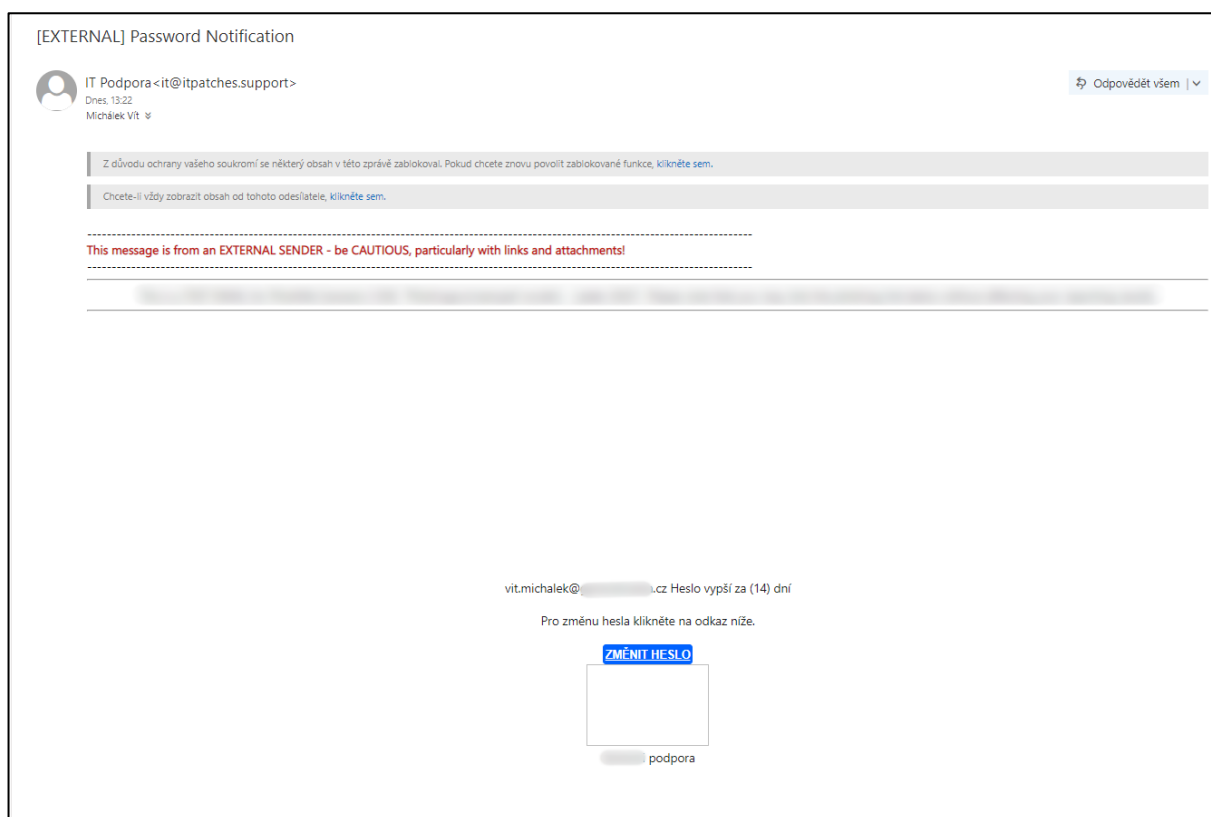 [EXTERNAL] Password Notification
IT Podpora<it@itpatches.support>
Odpovědět všem
Dnes, 13:22
Michálek Vít
Z důvodu ochrany vašeho soukromí se některý obsah v této zprávě zablokoval. Pokud chcete znovu povolit zablokované funkce, klikněte sem.
Chcete-li vždy zobrazit obsah od tohoto odesílatele, klikněte sem.
--------------------------------------------------------------------------------------------------------------------------------------
This message is from an EXTERNAL SENDER - be CAUTIOUS, particularly with links and attachments!
--------------------------------------------------------------------------------------------------------------------------------------
vit.michalek@ .cz Heslo vypší za (14) dní
Pro změnu hesla klikněte na odkaz níže.
ZMĚNIT HESLO
podpora